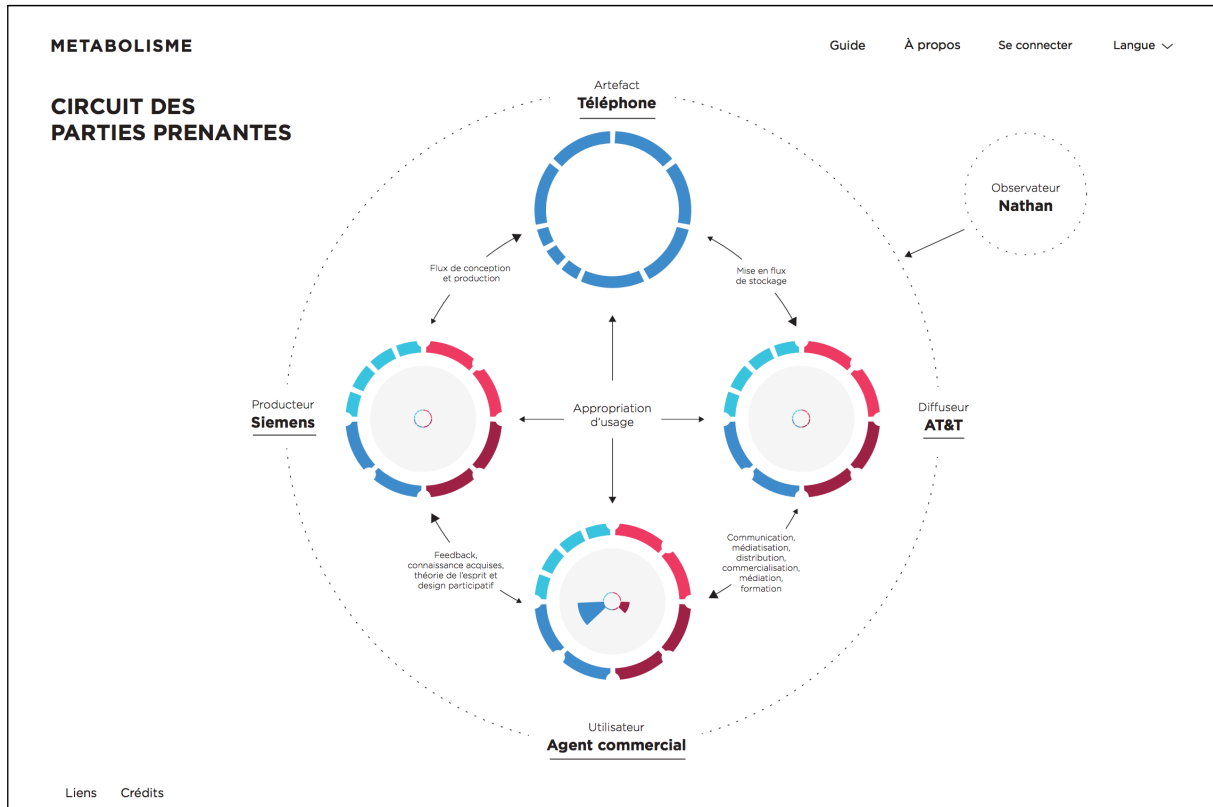 METABOLISME
Guide
À propos
Se connecter
Langue
CIRCUIT DES
PARTIES PRENANTES
Artefact
Téléphone
Observateur
Nathan
Flux de conception
et production
Mise en flux
de stockage
Producteur
Siemens
Appropriation
d'usage
Diffuseur
AT&T
Feedback,
connaissance acquises,
théorie de l'esprit et
design participatif
Communication,
médiatisation,
distribution,
commercialisation,
médiation,
formation
Utilisateur
Agent commercial
Liens
Crédits